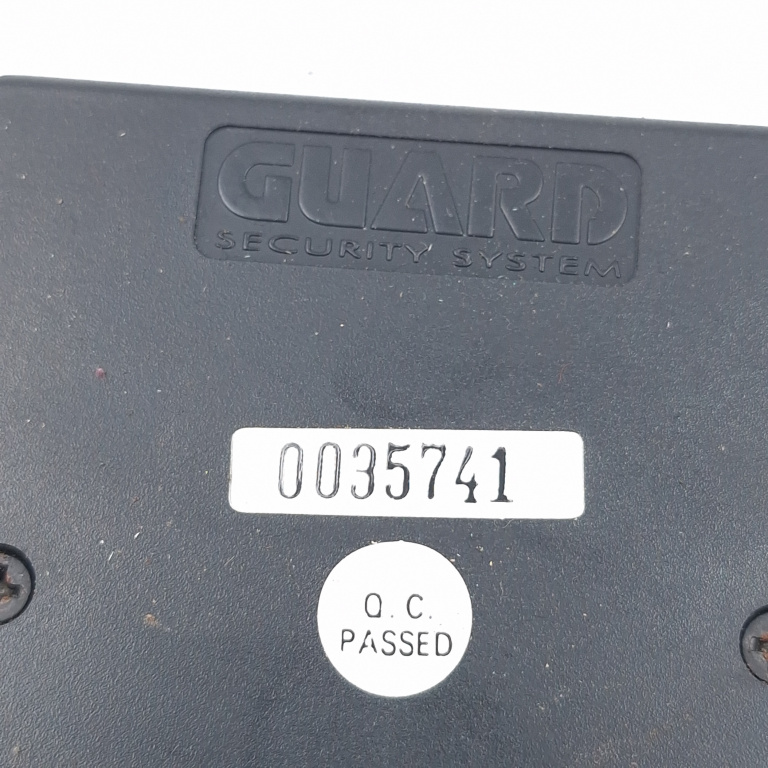 GUARD
SECURITY SYSTEM
0035741
Q. C.
PASSED